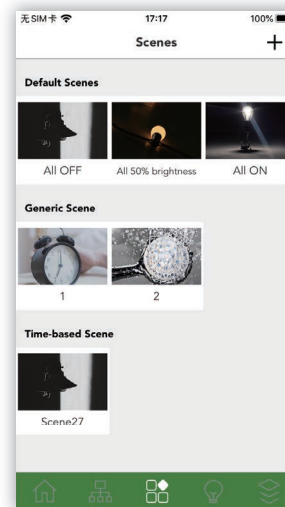 无SIM卡 17:17 100%
Scenes +
Default Scenes
All OFF All 50% brightness All ON
Generic Scene
1 2
Time-based Scene
Scene27